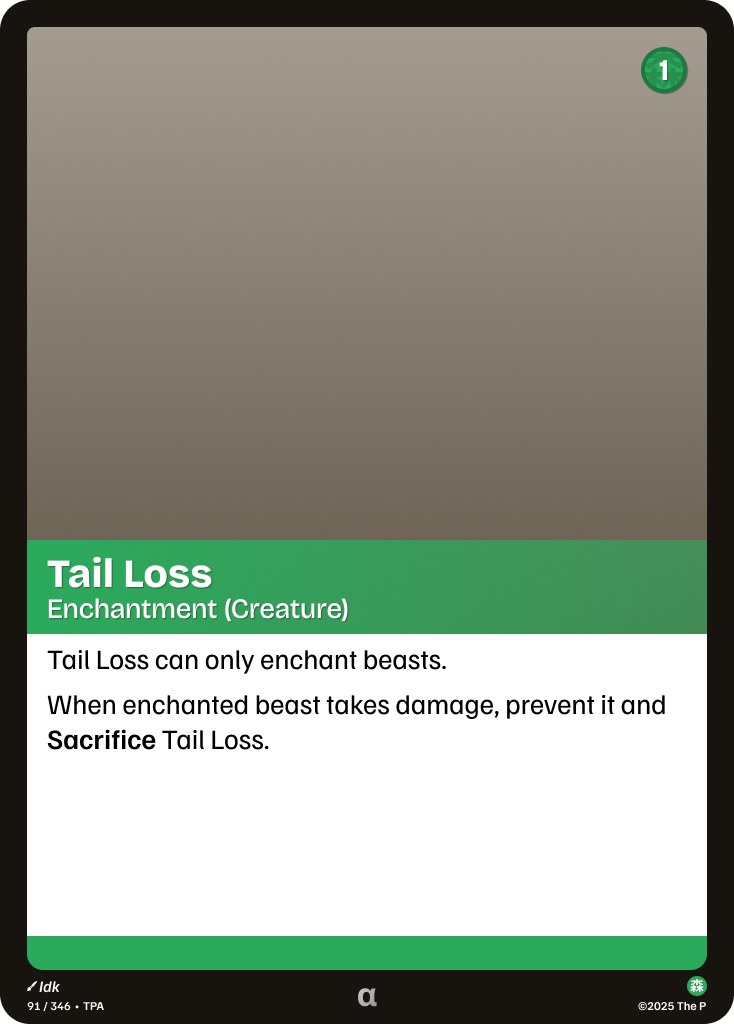 1
Tail Loss
Enchantment (Creature)
Tail Loss can only enchant beasts.
When enchanted beast takes damage, prevent it and
Sacrifice Tail Loss.
Idk
91 / 346 • TPA
α
森
©2025 The P